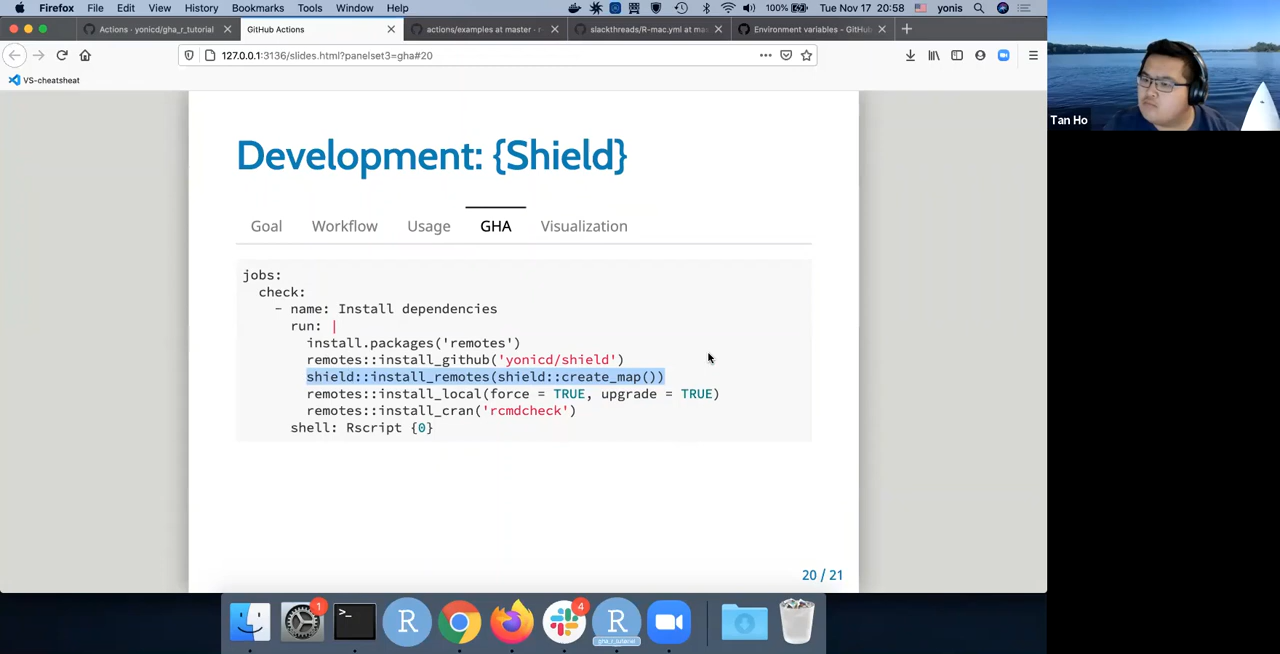 Firefox File Edit View History Bookmarks Tools Window Help 100% Tue Nov 17 20:58 yonis
Actions · yonicd/gha_r_tutorial GitHub Actions actions/examples at master · r slackthreads/R-mac.yml at ma Environment variables - GitHub
127.0.0.1:3136/slides.html?panelset3=gha#20
VS-cheatsheat
Tan Ho
Development: {Shield}
Goal Workflow Usage GHA Visualization
jobs:
check:
- name: Install dependencies
run: |
install.packages('remotes')
remotes::install_github('yonicd/shield')
shield::install_remotes(shield::create_map())
remotes::install_local(force = TRUE, upgrade = TRUE)
remotes::install_cran('rcmdcheck')
shell: Rscript {0}
20 / 21
1
4
>_
R
R
gha_r_tutorial